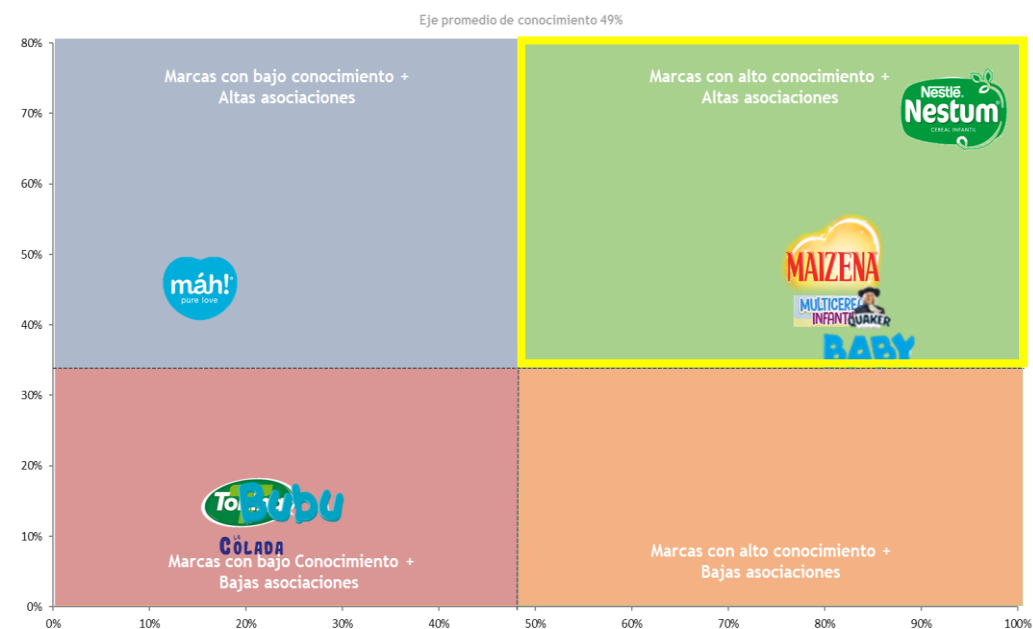 Eje promedio de conocimiento 49%
80%
Marcas con bajo conocimiento +
Altas asociaciones
Marcas con alto conocimiento +
Altas asociaciones
Nestlé.
Nestum
CEREAL INFANTIL
70%
60%
50%
máh!
pure love
MAIZENA
40%
QUAKER
BABY
30%
20%
Bubu
10%
LA
COLADA
Marcas con bajo Conocimiento +
Bajas asociaciones
Marcas con alto conocimiento +
Bajas asociaciones
0%
0% 10% 20% 30% 40% 50% 60% 70% 80% 90% 100%